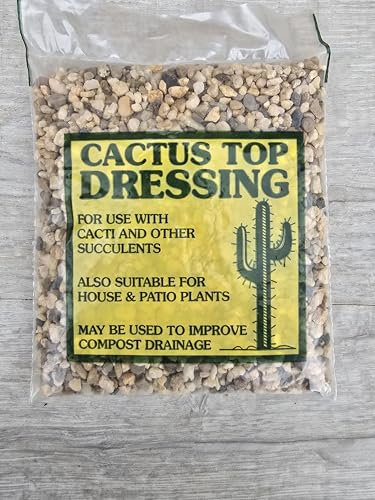 CACTUS TOP
DRESSING
FOR USE WITH
CACTI AND OTHER
SUCCULENTS
ALSO SUITABLE FOR
HOUSE & PATIO PLANTS
MAY BE USED TO IMPROVE
COMPOST DRAINAGE